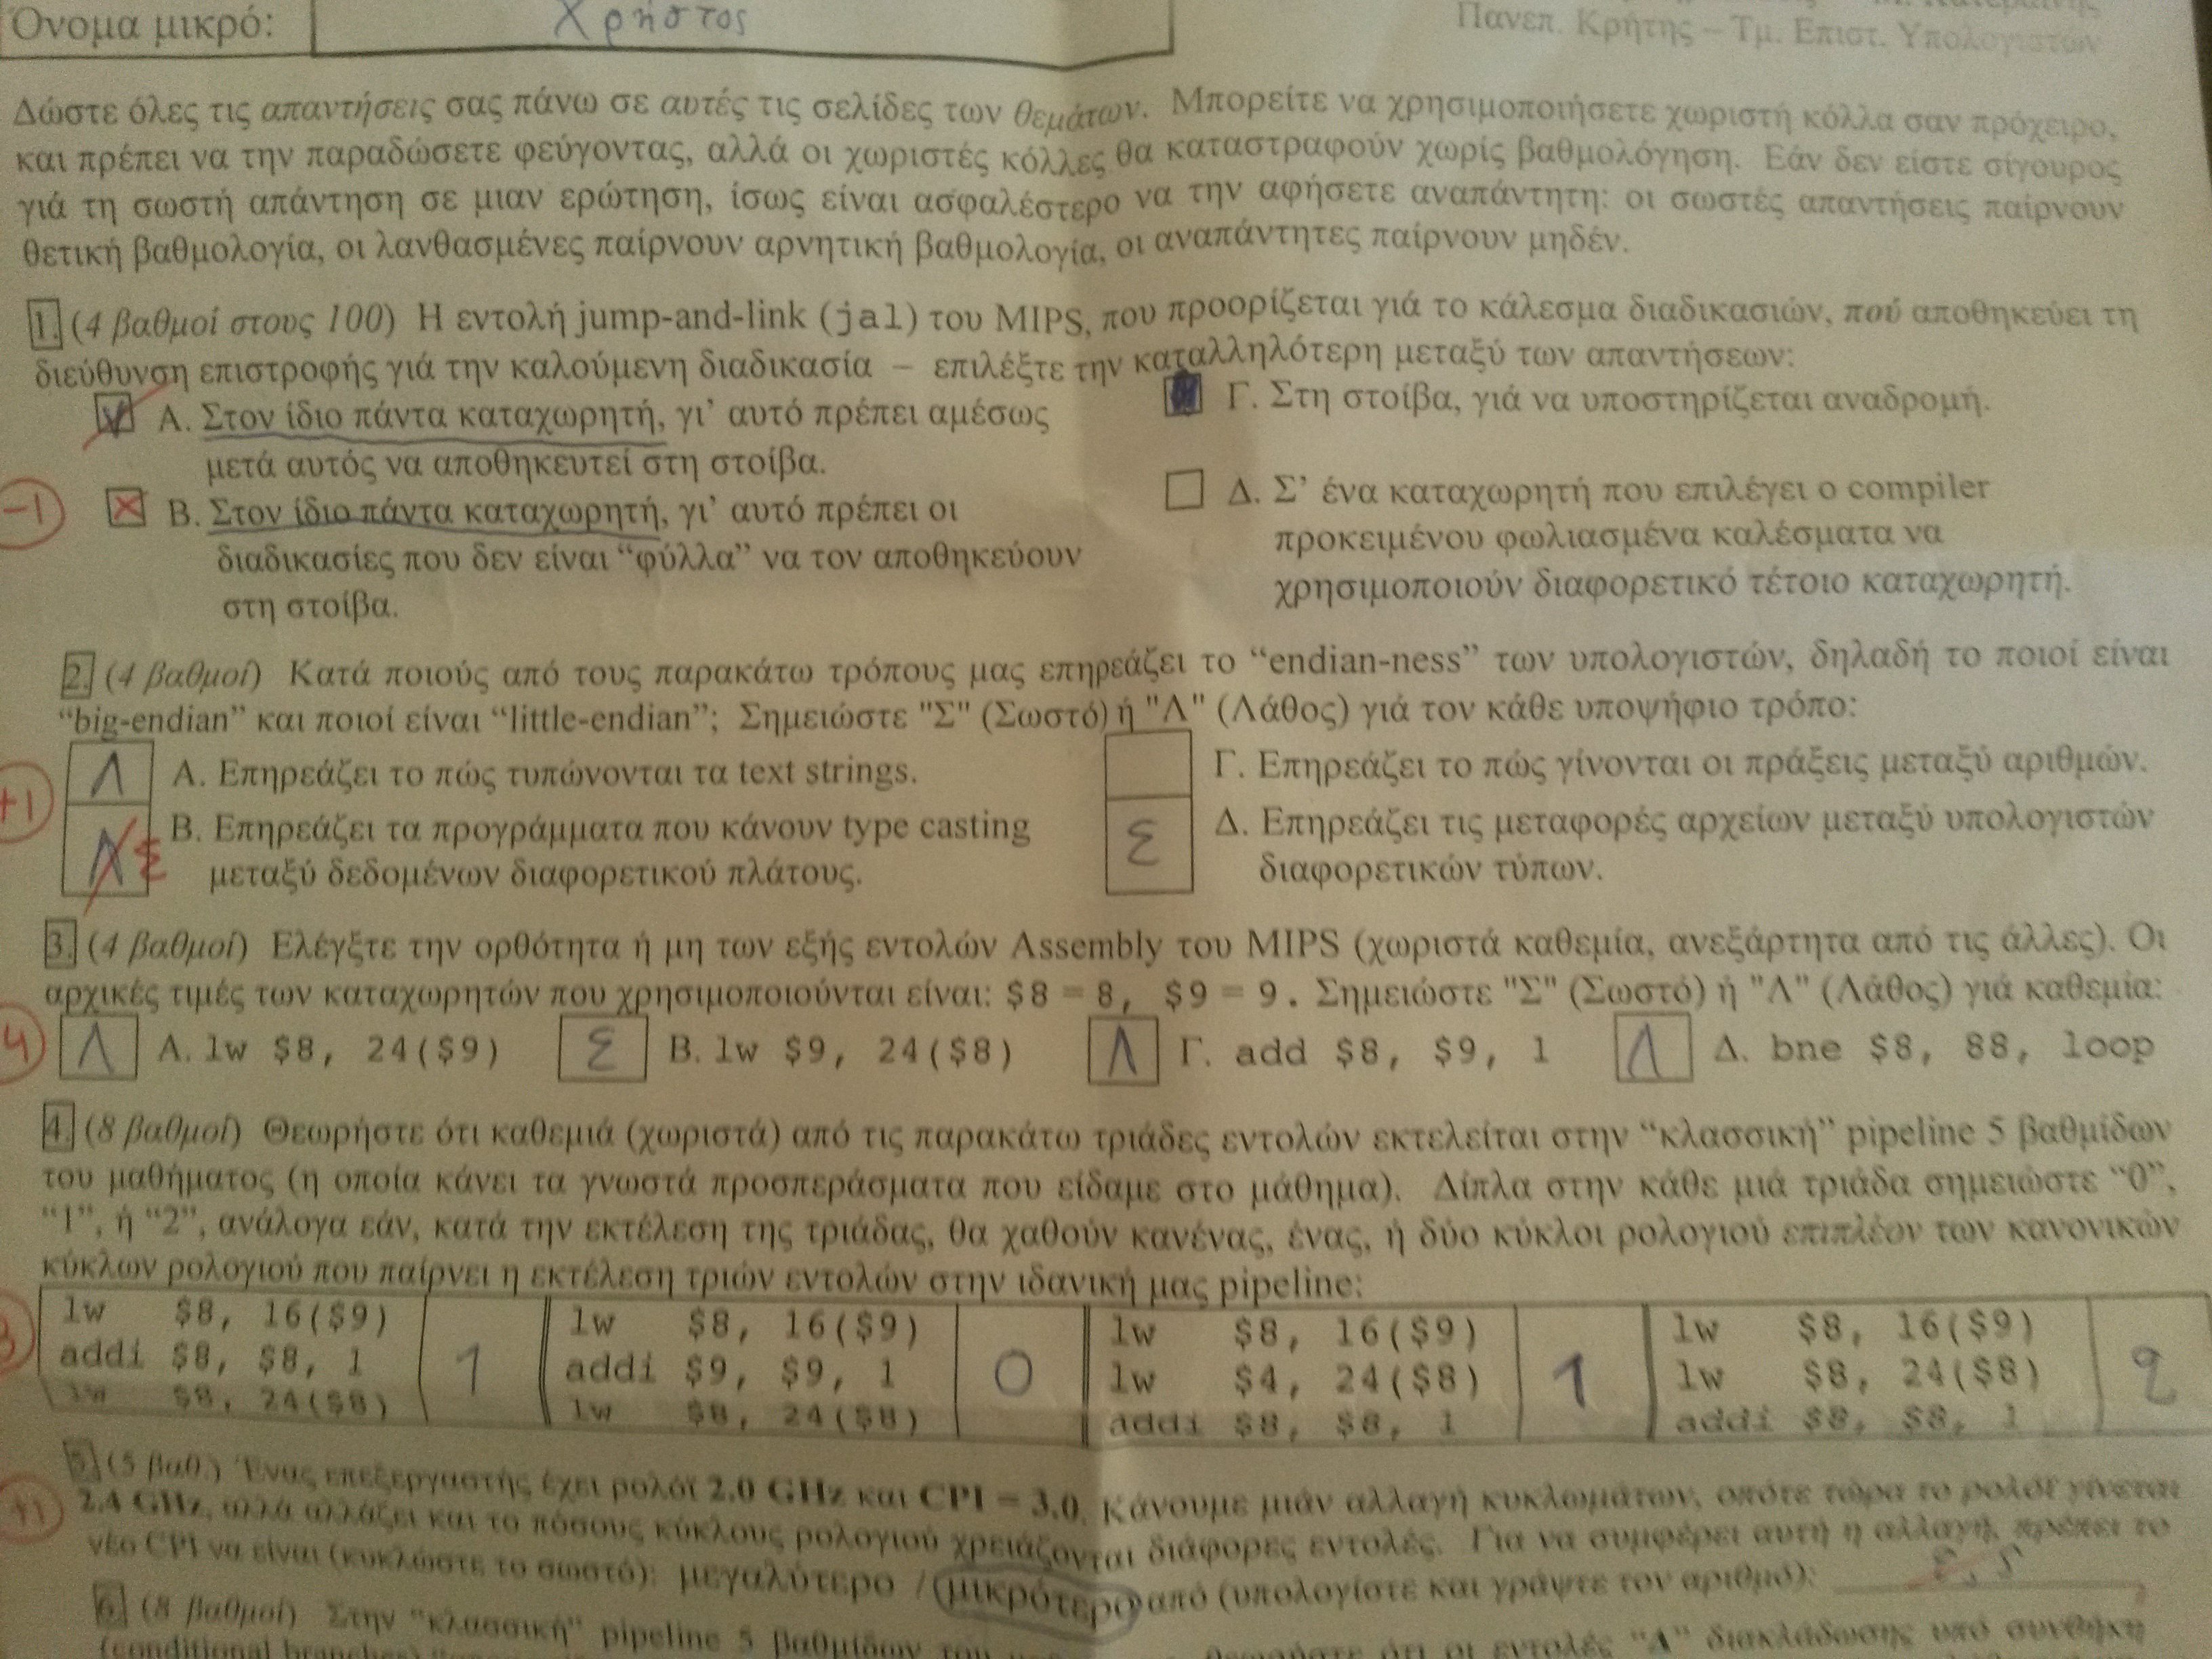 Όνομα μικρό: Χρήστος
Πανεπ. Κρήτης – Τμ. Επιστ. Υπολογιστών
Δώστε όλες τις απαντήσεις σας πάνω σε αυτές τις σελίδες των θεμάτων. Μπορείτε να χρησιμοποιήσετε χωριστή κόλλα σαν πρόχειρο,
και πρέπει να την παραδώσετε φεύγοντας, αλλά οι χωριστές κόλλες θα καταστραφούν χωρίς βαθμολόγηση. Εάν δεν είστε σίγουρος
γιά τη σωστή απάντηση σε μιαν ερώτηση, ίσως είναι ασφαλέστερο να την αφήσετε αναπάντητη: οι σωστές απαντήσεις παίρνουν
θετική βαθμολογία, οι λανθασμένες παίρνουν αρνητική βαθμολογία, οι αναπάντητες παίρνουν μηδέν.
1. (4 βαθμοί στους 100) Η εντολή jump-and-link (jal) του MIPS, που προορίζεται γιά το κάλεσμα διαδικασιών, πού αποθηκεύει τη
διεύθυνση επιστροφής γιά την καλούμενη διαδικασία – επιλέξτε την καταλληλότερη μεταξύ των απαντήσεων:
Α. Στον ίδιο πάντα καταχωρητή, γι' αυτό πρέπει αμέσως
μετά αυτός να αποθηκευτεί στη στοίβα.
-1
Β. Στον ίδιο πάντα καταχωρητή, γι' αυτό πρέπει οι
διαδικασίες που δεν είναι “φύλλα” να τον αποθηκεύουν
στη στοίβα.
Γ. Στη στοίβα, γιά να υποστηρίζεται αναδρομή.
Δ. Σ' ένα καταχωρητή που επιλέγει ο compiler
προκειμένου φωλιασμένα καλέσματα να
χρησιμοποιούν διαφορετικό τέτοιο καταχωρητή.
2. (4 βαθμοί) Κατά ποιούς από τους παρακάτω τρόπους μας επηρεάζει το “endian-ness” των υπολογιστών, δηλαδή το ποιοί είναι
“big-endian” και ποιοί είναι “little-endian”; Σημειώστε "Σ" (Σωστό) ή "Λ" (Λάθος) γιά τον κάθε υποψήφιο τρόπο:
+1
Λ Α. Επηρεάζει το πώς τυπώνονται τα text strings.
Λ Σ Β. Επηρεάζει τα προγράμματα που κάνουν type casting
μεταξύ δεδομένων διαφορετικού πλάτους.
Γ. Επηρεάζει το πώς γίνονται οι πράξεις μεταξύ αριθμών.
Σ Δ. Επηρεάζει τις μεταφορές αρχείων μεταξύ υπολογιστών
διαφορετικών τύπων.
3. (4 βαθμοί) Ελέγξτε την ορθότητα ή μη των εξής εντολών Assembly του MIPS (χωριστά καθεμία, ανεξάρτητα από τις άλλες). Οι
αρχικές τιμές των καταχωρητών που χρησιμοποιούνται είναι: $8 = 8, $9 = 9. Σημειώστε "Σ" (Σωστό) ή "Λ" (Λάθος) γιά καθεμία:
4 Λ Α. lw $8, 24($9) Σ Β. lw $9, 24($8) Λ Γ. add $8, $9, 1 Λ Δ. bne $8, 88, loop
4. (8 βαθμοί) Θεωρήστε ότι καθεμιά (χωριστά) από τις παρακάτω τριάδες εντολών εκτελείται στην “κλασσική” pipeline 5 βαθμίδων
του μαθήματος (η οποία κάνει τα γνωστά προσπεράσματα που είδαμε στο μάθημα). Δίπλα στην κάθε μιά τριάδα σημειώστε “0”,
“1”, ή “2”, ανάλογα εάν, κατά την εκτέλεση της τριάδας, θα χαθούν κανένας, ένας, ή δύο κύκλοι ρολογιού επιπλέον των κανονικών
κύκλων ρολογιού που παίρνει η εκτέλεση τριών εντολών στην ιδανική μας pipeline:
lw $8, 16($9)
addi $8, $8, 1
lw $8, 24($8)
1
lw $8, 16($9)
addi $9, $9, 1
lw $8, 24($8)
0
lw $8, 16($9)
lw $4, 24($8)
addi $8, $8, 1
1
lw $8, 16($9)
lw $8, 24($8)
addi $8, $8, 1
2
5. (5 βαθ.) Ένας επεξεργαστής έχει ρολόϊ 2.0 GHz και CPI = 3.0. Κάνουμε μιάν αλλαγή κυκλωμάτων, οπότε τώρα το ρολόϊ γίνεται
+1
2.4 GHz, αλλά αλλάζει και το πόσους κύκλους ρολογιού χρειάζονται διάφορες εντολές. Για να συμφέρει αυτή η αλλαγή, πρέπει το
νέο CPI να είναι (κυκλώστε το σωστό): μεγαλύτερο / μικρότερο από (υπολογίστε και γράψτε τον αριθμό):
6. (8 βαθμοί) Στην “κλασσική” pipeline 5 βαθμίδων του θεωρήστε ότι οι εντολές διακλάδωσης υπό συνθήκη
(conditional branches)